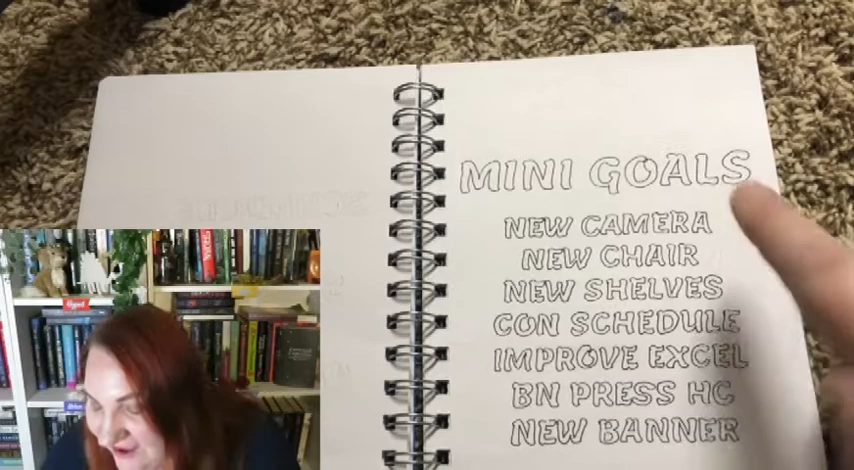 MINI GOALS
NEW CAMERA
NEW CHAIR
NEW SHELVES
CON SCHEDULE
IMPROVE EXCEL
BN PRESS HC
NEW BANNER